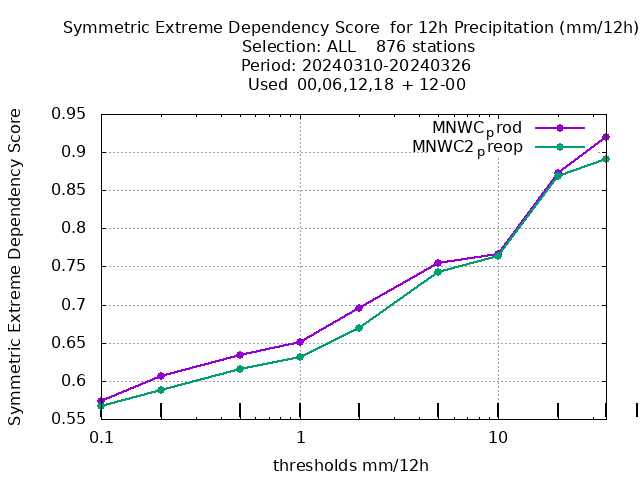 Symmetric Extreme Dependency Score  for 12h Precipitation (mm/12h)
Selection: ALL    876 stations
Period: 20240310-20240326
Used  00,06,12,18  + 12-00
MNWCprod
MNWC2preop
Symmetric Extreme Dependency Score
0.95
0.9
0.85
0.8
0.75
0.7
0.65
0.6
0.55
0.1
1
10
thresholds mm/12h